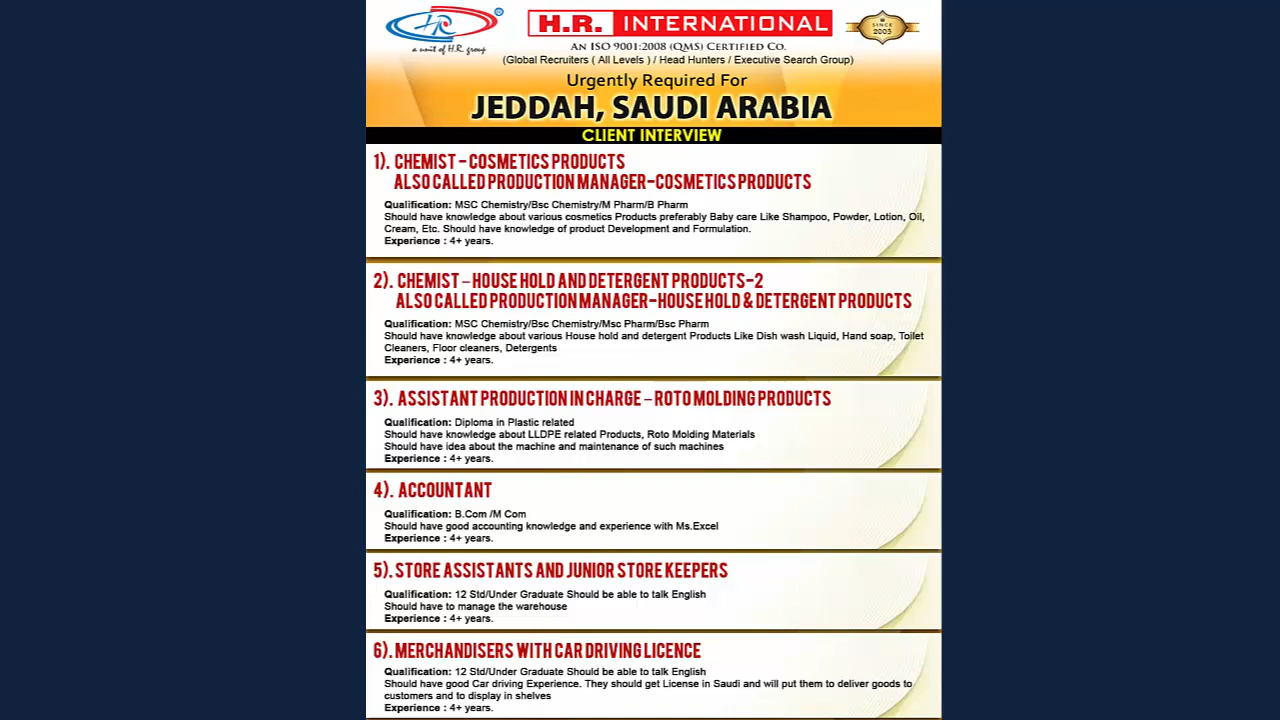 HR
®
a unit of H.R. group
H.R. INTERNATIONAL
SINCE
2005
AN ISO 9001:2008 (QMS) CERTIFIED CO.
(Global Recruiters ( All Levels ) / Head Hunters / Executive Search Group)
Urgently Required For
JEDDAH, SAUDI ARABIA
CLIENT INTERVIEW
1). CHEMIST - COSMETICS PRODUCTS
ALSO CALLED PRODUCTION MANAGER-COSMETICS PRODUCTS
Qualification: MSC Chemistry/Bsc Chemistry/M Pharm/B Pharm
Should have knowledge about various cosmetics Products preferably Baby care Like Shampoo, Powder, Lotion, Oil,
Cream, Etc. Should have knowledge of product Development and Formulation.
Experience : 4+ years.
2). CHEMIST – HOUSE HOLD AND DETERGENT PRODUCTS-2
ALSO CALLED PRODUCTION MANAGER-HOUSE HOLD & DETERGENT PRODUCTS
Qualification: MSC Chemistry/Bsc Chemistry/Msc Pharm/Bsc Pharm
Should have knowledge about various House hold and detergent Products Like Dish wash Liquid, Hand soap, Toilet
Cleaners, Floor cleaners, Detergents
Experience : 4+ years.
3). ASSISTANT PRODUCTION IN CHARGE – ROTO MOLDING PRODUCTS
Qualification: Diploma in Plastic related
Should have knowledge about LLDPE related Products, Roto Molding Materials
Should have idea about the machine and maintenance of such machines
Experience : 4+ years.
4). ACCOUNTANT
Qualification: B.Com /M Com
Should have good accounting knowledge and experience with Ms.Excel
Experience : 4+ years.
5). STORE ASSISTANTS AND JUNIOR STORE KEEPERS
Qualification: 12 Std/Under Graduate Should be able to talk English
Should have to manage the warehouse
Experience : 4+ years.
6). MERCHANDISERS WITH CAR DRIVING LICENCE
Qualification: 12 Std/Under Graduate Should be able to talk English
Should have good Car driving Experience. They should get License in Saudi and will put them to deliver goods to
customers and to display in shelves
Experience : 4+ years.